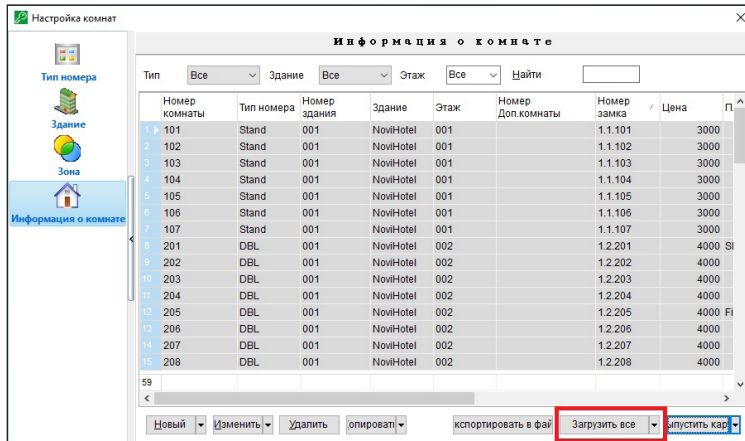 Настройка комнат
Информация о комнате
Тип номера
Здание
Зона
Информация о комнате
Тип Все Здание Все Этаж Все Найти
Номер комнаты Тип номера Номер здания Здание Этаж Номер Доп.комнаты Номер замка Цена П
1 101 Stand 001 NoviHotel 001 1.1.101 3000
2 102 Stand 001 NoviHotel 001 1.1.102 3000
3 103 Stand 001 NoviHotel 001 1.1.103 3000
4 104 Stand 001 NoviHotel 001 1.1.104 3000
5 105 Stand 001 NoviHotel 001 1.1.105 3000
6 106 Stand 001 NoviHotel 001 1.1.106 3000
7 107 Stand 001 NoviHotel 001 1.1.107 3000
8 201 DBL 001 NoviHotel 002 1.2.201 4000 SI
9 202 DBL 001 NoviHotel 002 1.2.202 4000
10 203 DBL 001 NoviHotel 002 1.2.203 4000
11 204 DBL 001 NoviHotel 002 1.2.204 4000
12 205 DBL 001 NoviHotel 002 1.2.205 4000 Fi
13 206 DBL 001 NoviHotel 002 1.2.206 4000
14 207 DBL 001 NoviHotel 002 1.2.207 4000
15 208 DBL 001 NoviHotel 002 1.2.208 4000
59
Новый Изменить Удалить опироват кспортировать в фай Загрузить все ыпустить кар